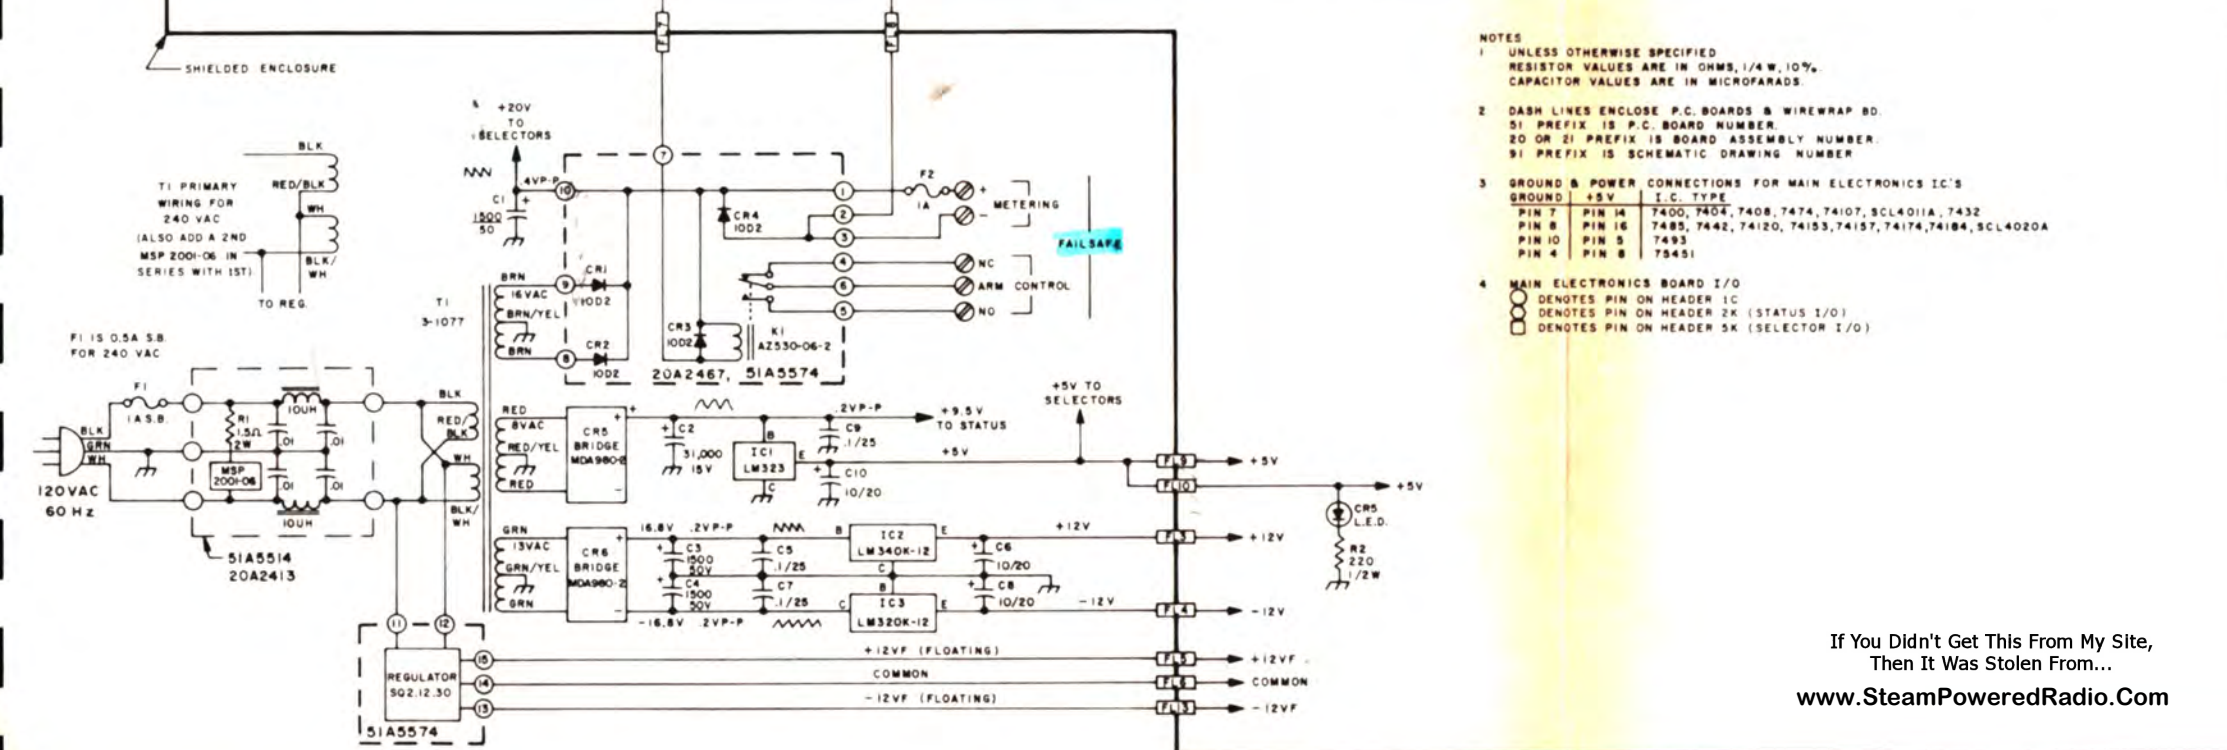 SHIELDED ENCLOSURE
+20V
TO
SELECTORS
.4VP-P
C1
1500
50
T1 PRIMARY
WIRING FOR
240 VAC
(ALSO ADD A 2ND
MSP 2001-06 IN
SERIES WITH 1ST)
BLK
RED/BLK
WH
BLK/
WH
TO REG.
F1 IS 0.5A S.B.
FOR 240 VAC
F1
1A S.B.
BLK
GRN
WH
120VAC
60 Hz
R1
1.5Ω
2W
MSP
2001-06
10UH
.01
.01
.01
.01
10UH
51A5514
20A2413
BLK
RED/
BLK
WH
BLK/
WH
T1
3-1077
BRN
16VAC
BRN/YEL
BRN
RED
8VAC
RED/YEL
RED
GRN
13VAC
GRN/YEL
GRN
7
10
9
8
CR1
10D2
CR2
10D2
CR3
10D2
CR4
10D2
K1
AZ530-06-2
20A2467, 51A5574
1
2
3
4
6
5
F2
1A
+
-
METERING
NC
ARM CONTROL
NO
FAILSAFE
CR5
BRIDGE
MDA980-2
+
+
-
C2
31,000
15V
IC1
LM323
B
E
C
.2VP-P
C9
.1/25
+9.5V
TO STATUS
+5V
C10
10/20
+5V TO
SELECTORS
FL9
+5V
FL10
+5V
CR5
L.E.D.
R2
220
1/2W
CR6
BRIDGE
MDA980-2
+
-
16.8V .2VP-P
C3
1500
50V
C4
1500
50V
C5
.1/25
C7
.1/25
-16.8V .2VP-P
B
IC2
LM340K-12
E
C
B
IC3
LM320K-12
C
E
+12V
C6
10/20
C8
10/20
-12V
FL3
+12V
FL4
-12V
11
12
REGULATOR
SQ2.12.30
15
14
13
51A5574
+12VF (FLOATING)
COMMON
-12VF (FLOATING)
FL5
+12VF
FL6
COMMON
FL13
-12VF
NOTES
1 UNLESS OTHERWISE SPECIFIED
RESISTOR VALUES ARE IN OHMS, 1/4 W, 10%.
CAPACITOR VALUES ARE IN MICROFARADS.
2 DASH LINES ENCLOSE P.C. BOARDS & WIREWRAP BD.
51 PREFIX IS P.C. BOARD NUMBER.
20 OR 21 PREFIX IS BOARD ASSEMBLY NUMBER.
91 PREFIX IS SCHEMATIC DRAWING NUMBER
3 GROUND & POWER CONNECTIONS FOR MAIN ELECTRONICS I.C.'S
GROUND +5V I.C. TYPE
PIN 7 PIN 14 7400, 7404, 7408, 7474, 74107, SCL4011A, 7432
PIN 8 PIN 16 7485, 7442, 74120, 74153, 74157, 74174, 74184, SCL4020A
PIN 10 PIN 5 7493
PIN 4 PIN 8 75451
4 MAIN ELECTRONICS BOARD I/O
DENOTES PIN ON HEADER 1C
DENOTES PIN ON HEADER 2K (STATUS I/O)
DENOTES PIN ON HEADER 5K (SELECTOR I/O)
If You Didn't Get This From My Site,
Then It Was Stolen From...
www.SteamPoweredRadio.Com